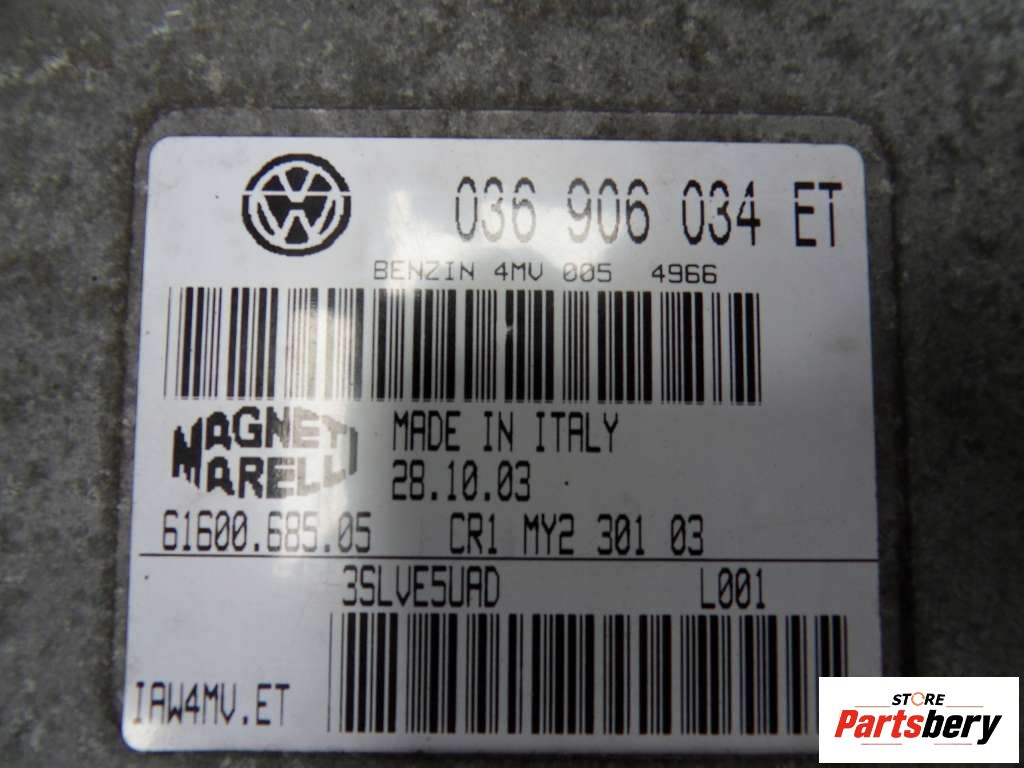 036 906 034 ET
BENZIN 4MV 005 4966
MAGNETI
MARELLI
MADE IN ITALY
28.10.03
61600.685.05 CR1 MY2 301 03
3SLVE5UAD L001
IAW4MV.ET
STORE
Partsbery